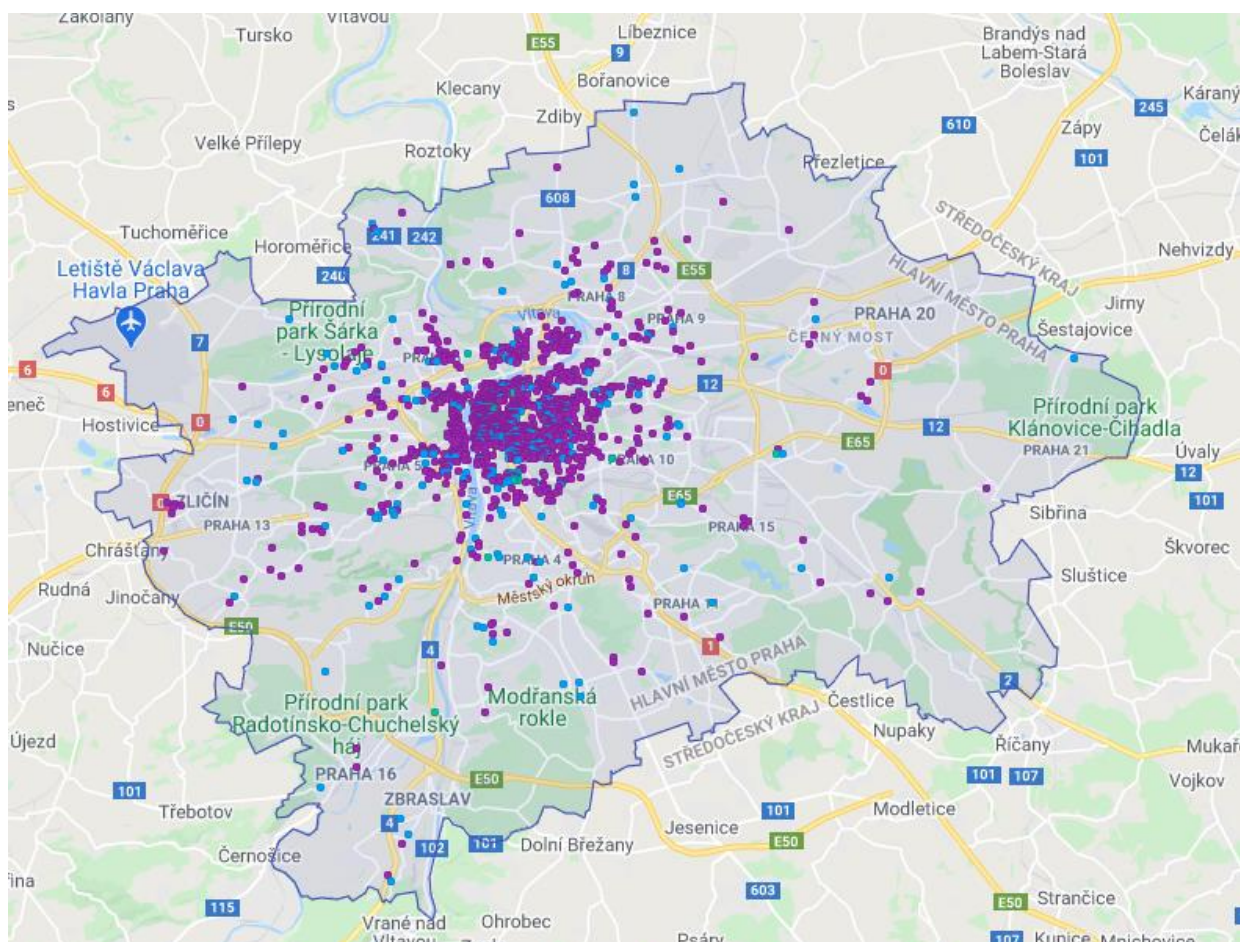 Zákolany
Vltavou
Tursko
E55
9
Líbeznice
Brandýs nad
Labem-Stará
Boleslav
Bořanovice
Klecany
Zdiby
245
Káraný
610
Zápy
Čelák
Velké Přílepy
Roztoky
101
Přezletice
608
Tuchoměřice
Horoměřice
241
242
STŘEDOČESKÝ KRAJ
Nehvizdy
Letiště Václava
Havla Praha
240
8
E55
HLAVNÍ MĚSTO PRAHA
Přírodní
park Šárka
- Lysolaje
PRAHA 8
Vltava
PRAHA 9
PRAHA 20
Jirny
Šestajovice
7
ČERNÝ MOST
6
6
12
0
eneč
Hostivice
0
Přírodní park
Klánovice-Čihadla
12
E65
PRAHA 21
Úvaly
PRAHA 5
PRAHA 10
12
101
0
ZLIČÍN
E65
Vltava
PRAHA 13
PRAHA 15
Sibřina
Chrášťany
Škvorec
PRAHA 4
Městský okruh
Rudná
Jinočany
Sluštice
PRAHA 11
E50
Nučice
4
1
HLAVNÍ MĚSTO PRAHA
2
Přírodní park
Radotínsko-Chuchelský
háj
Modřanská
rokle
STŘEDOČESKÝ KRAJ
Čestlice
Nupaky
Říčany
Újezd
PRAHA 16
E50
101
107
Mukař
Vojkov
101
ZBRASLAV
Třebotov
4
101
Modletice
Jesenice
102
101
Dolní Břežany
E50
Černošice
603
115
E50
Strančice
Vrané nad
Vltavou
Ohrobec
Psáry
107
Kunice
Mnichovice